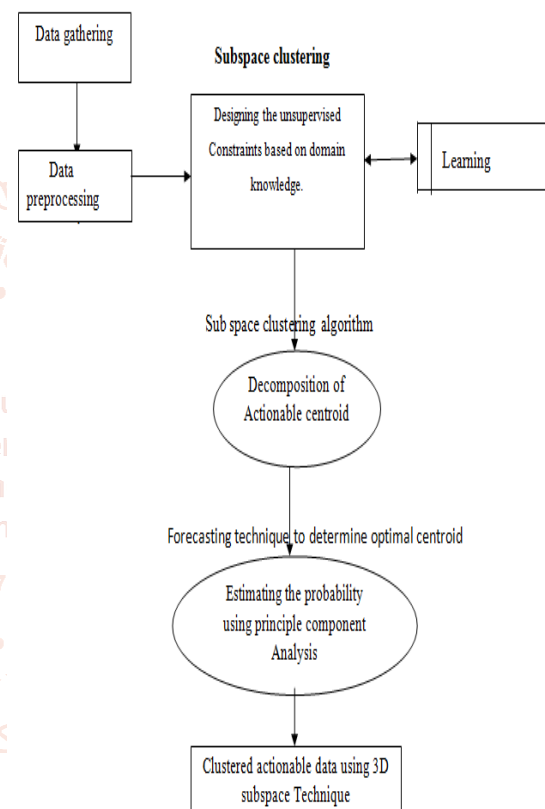 Data gathering
Subspace clustering
Designing the unsupervised
Constraints based on domain
knowledge.
Learning
Data
preprocessing
Sub space clustering algorithm
Decomposition of
Actionable centroid
Forecasting technique to determine optimal centroid
Estimating the probability
using principle component
Analysis
Clustered actionable data using 3D
subspace Technique